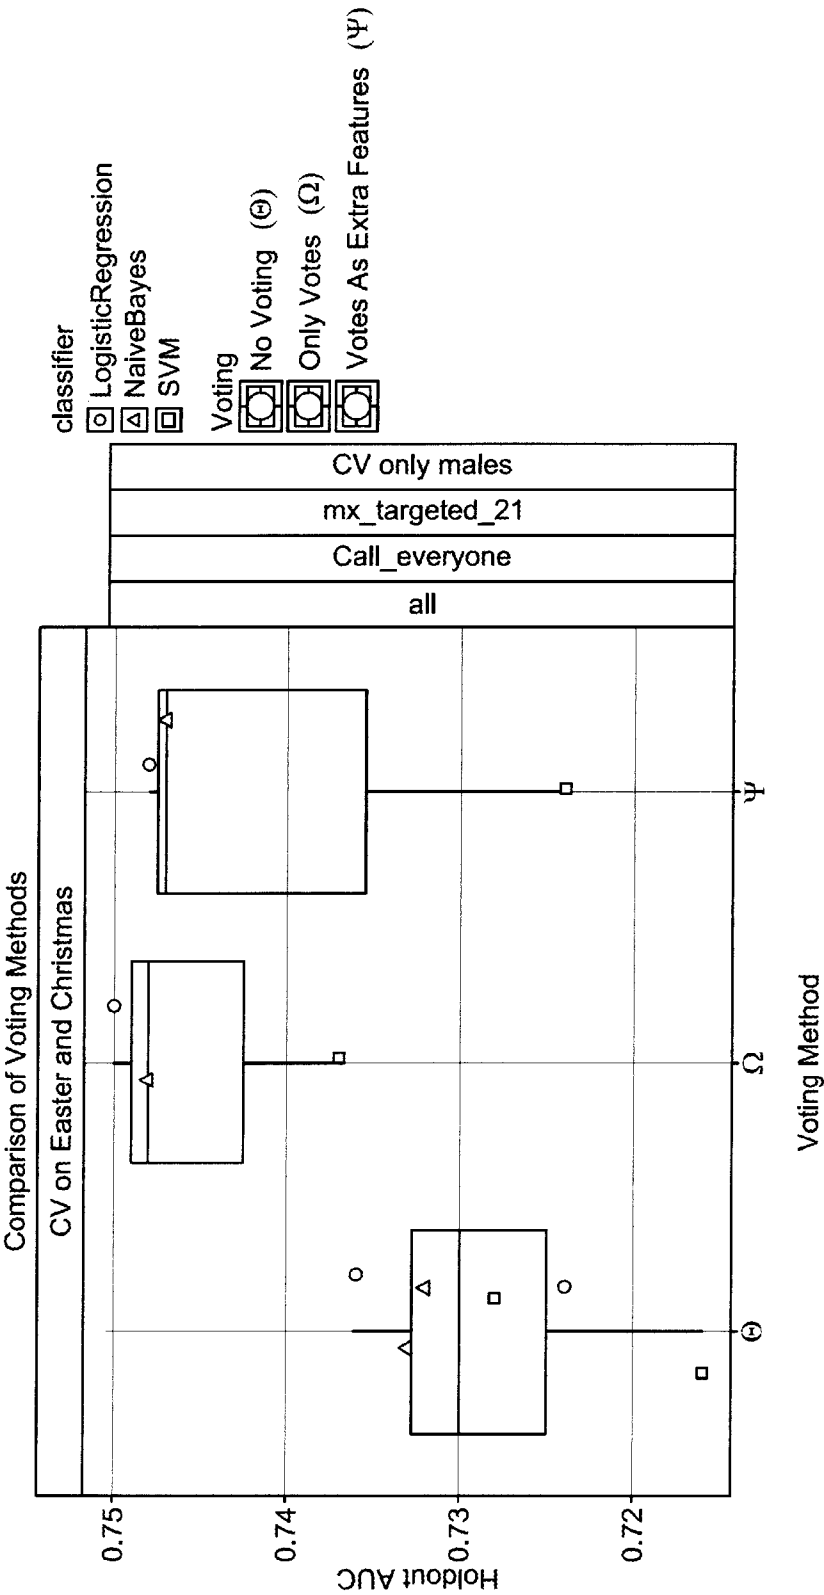 Comparison of Voting Methods
CV on Easter and Christmas
CV only males
mx_targeted_21
Call_everyone
all
Holdout AUC
0.75
0.74
0.73
0.72
Θ
Ω
Ψ
Voting Method
classifier
LogisticRegression
NaiveBayes
SVM
Voting
No Voting (Θ)
Only Votes (Ω)
Votes As Extra Features (Ψ)